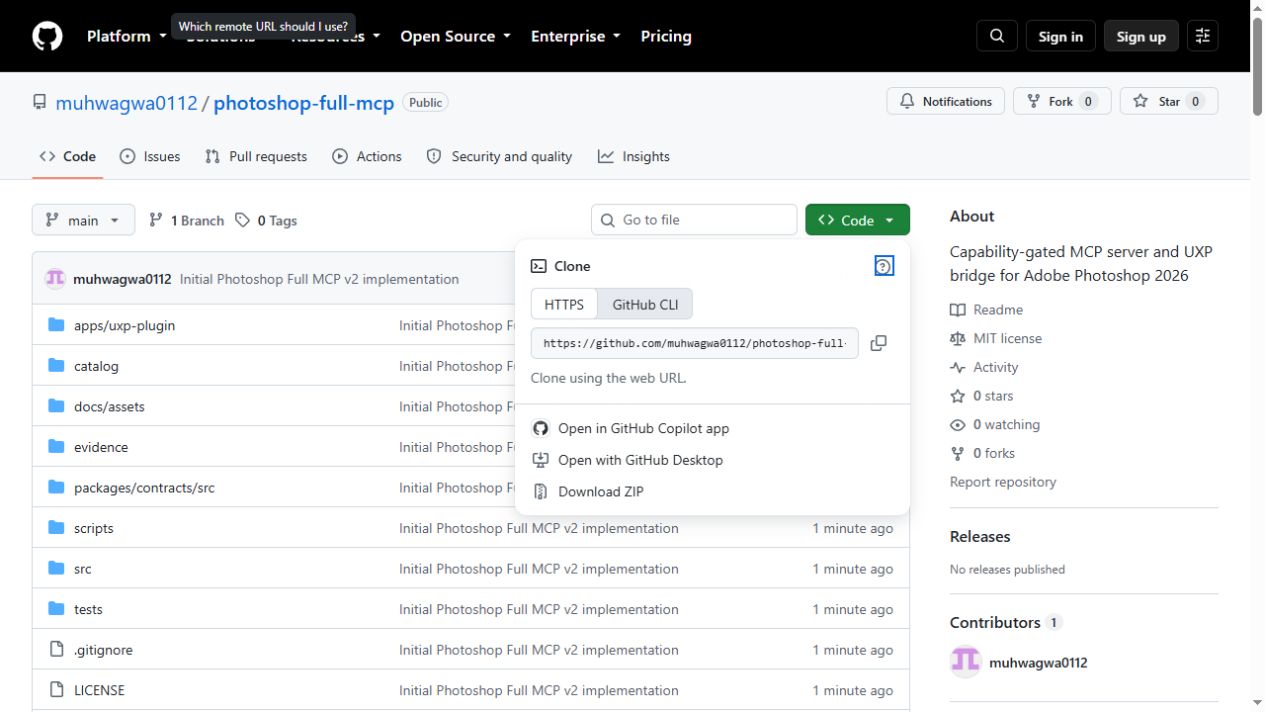 Which remote URL should I use?
Platform Solutions Resources Open Source Enterprise Pricing Sign in Sign up
muhwagwa0112 / photoshop-full-mcp Public Notifications Fork 0 Star 0
Code Issues Pull requests Actions Security and quality Insights
main 1 Branch 0 Tags Go to file Code
muhwagwa0112 Initial Photoshop Full MCP v2 implementation
apps/uxp-plugin Initial Photoshop F
catalog Initial Photoshop F
docs/assets Initial Photoshop F
evidence Initial Photoshop F
packages/contracts/src Initial Photoshop F
scripts Initial Photoshop Full MCP v2 implementation 1 minute ago
src Initial Photoshop Full MCP v2 implementation 1 minute ago
tests Initial Photoshop Full MCP v2 implementation 1 minute ago
.gitignore Initial Photoshop Full MCP v2 implementation 1 minute ago
LICENSE Initial Photoshop Full MCP v2 implementation 1 minute ago
Clone
HTTPS GitHub CLI
https://github.com/muhwagwa0112/photoshop-full-
Clone using the web URL.
Open in GitHub Copilot app
Open with GitHub Desktop
Download ZIP
About
Capability-gated MCP server and UXP
bridge for Adobe Photoshop 2026
Readme
MIT license
Activity
0 stars
0 watching
0 forks
Report repository
Releases
No releases published
Contributors 1
muhwagwa0112